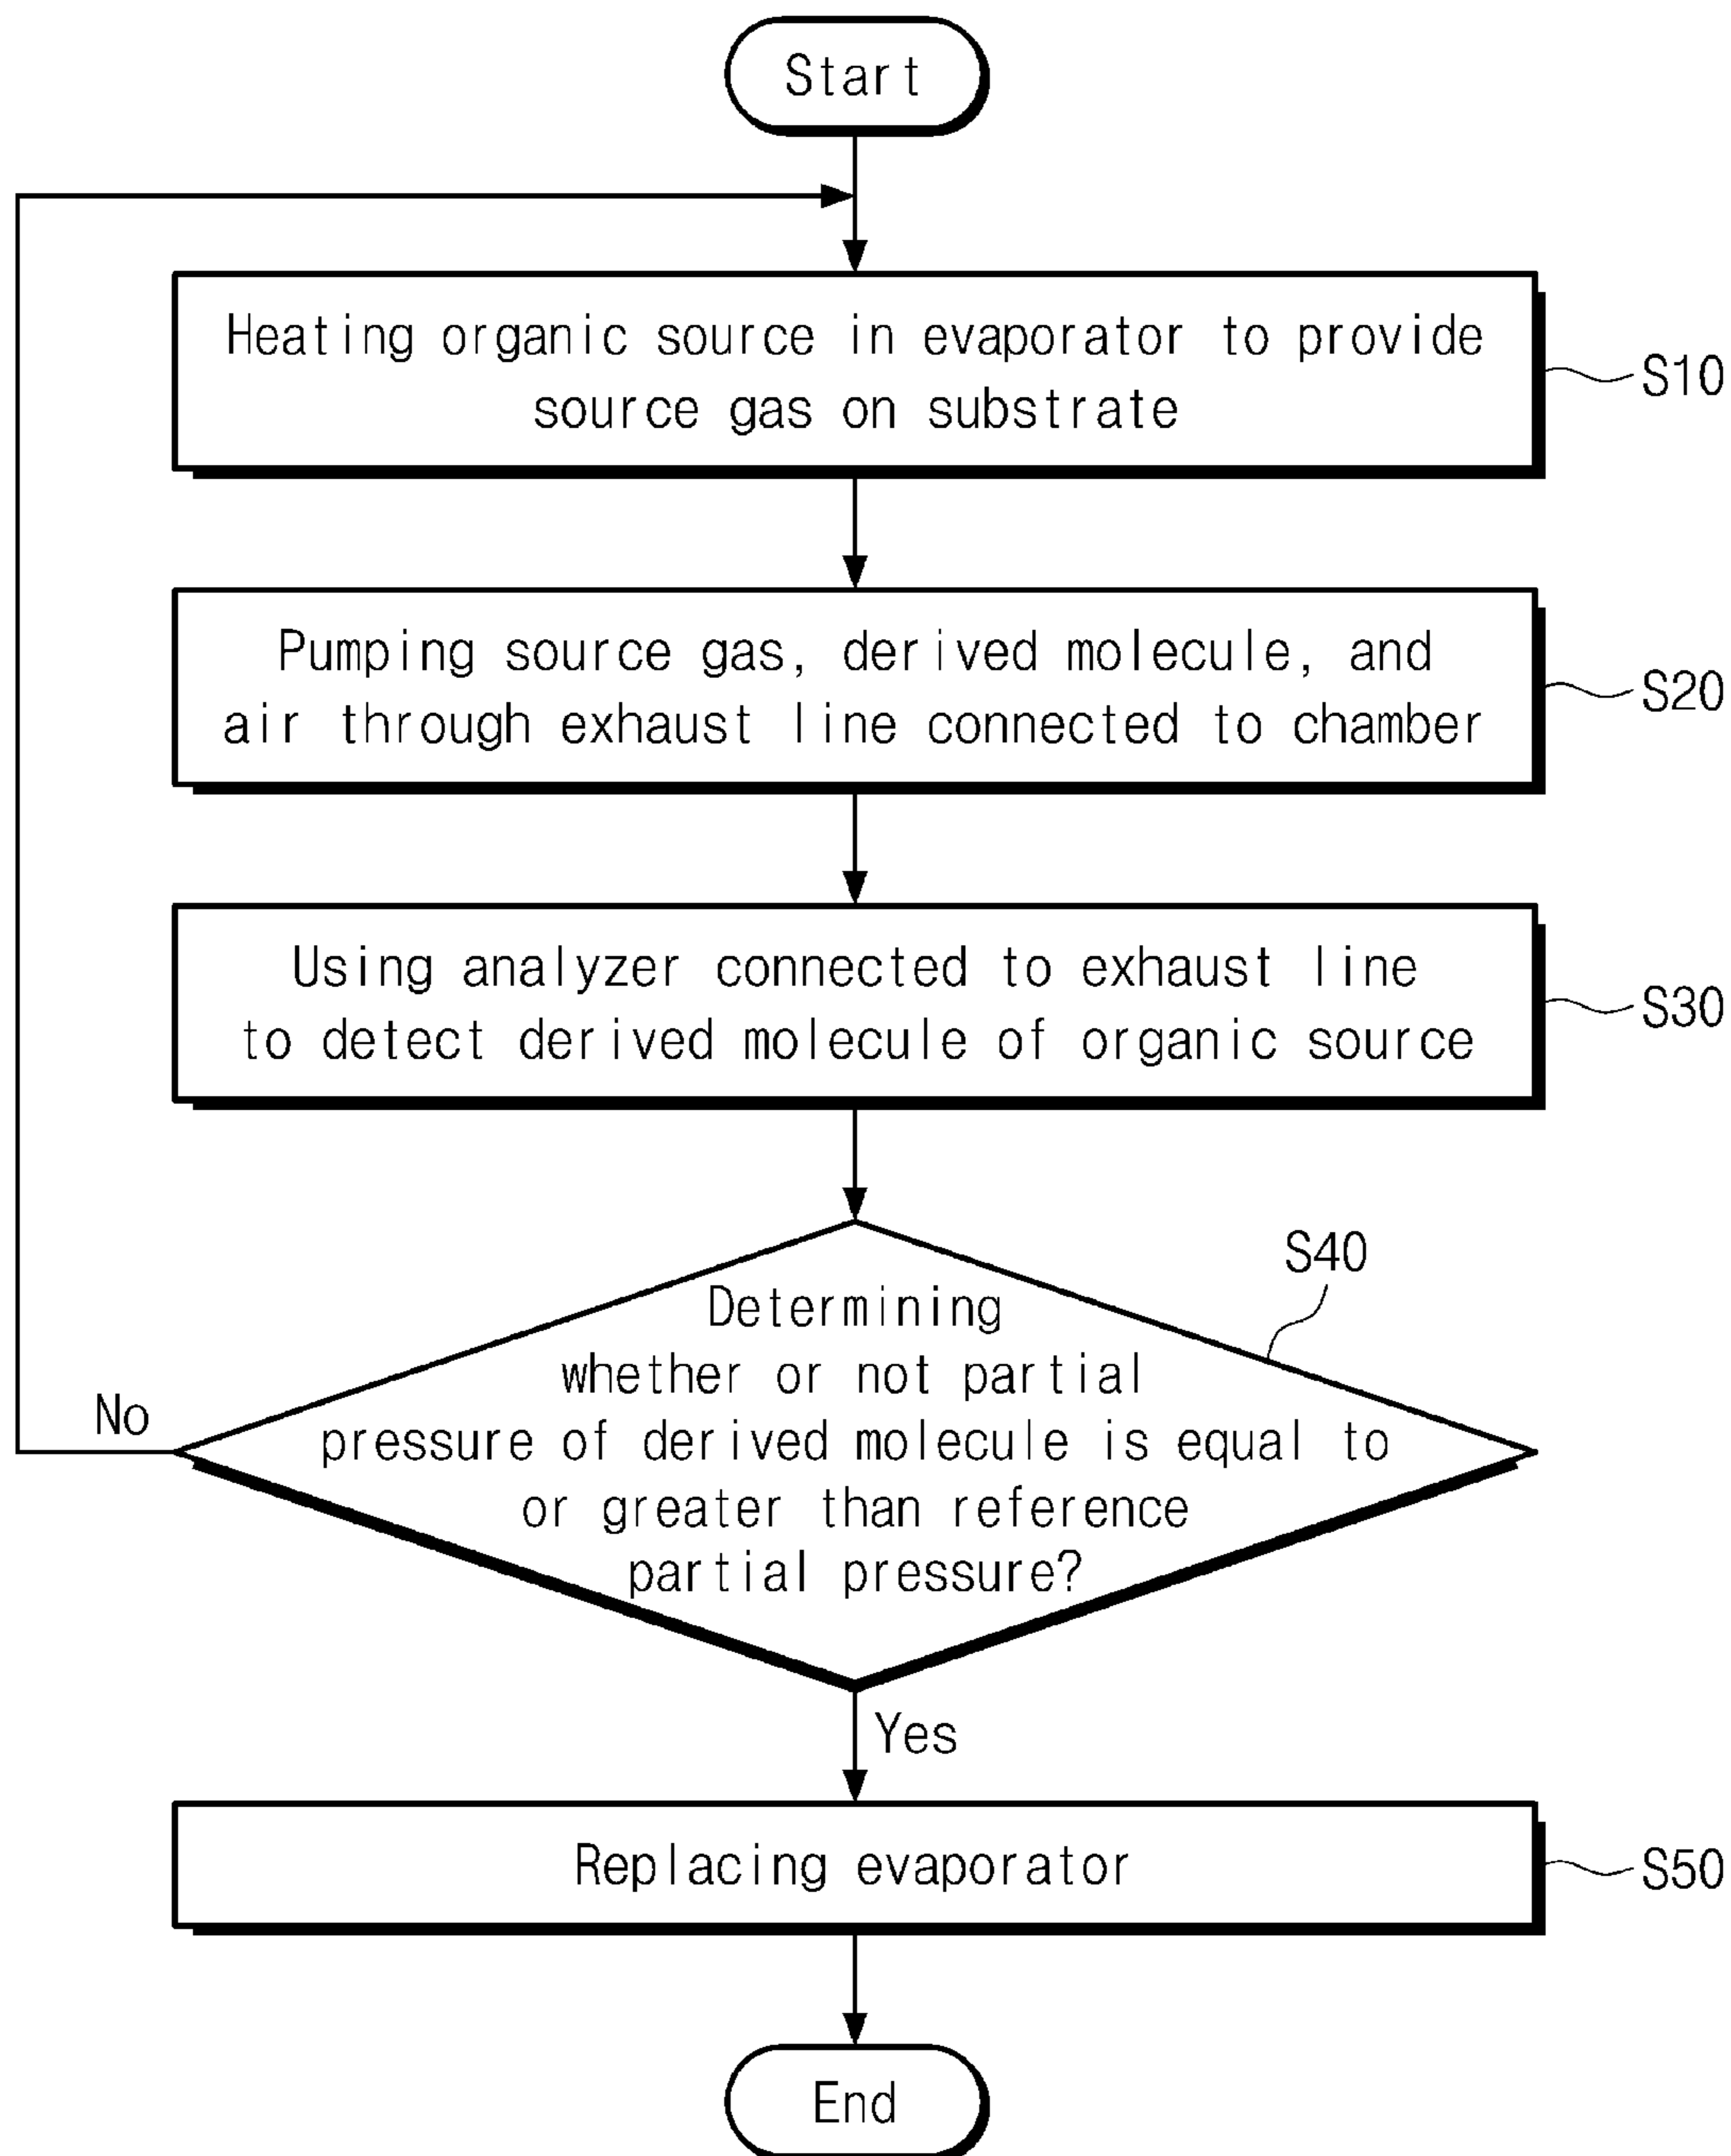 Start
Heating organic source in evaporator to provide
source gas on substrate
S10
Pumping source gas, derived molecule, and
air through exhaust line connected to chamber
S20
Using analyzer connected to exhaust line
to detect derived molecule of organic source
S30
S40
Determining
whether or not partial
pressure of derived molecule is equal to
or greater than reference
partial pressure?
No
Yes
Replacing evaporator
S50
End